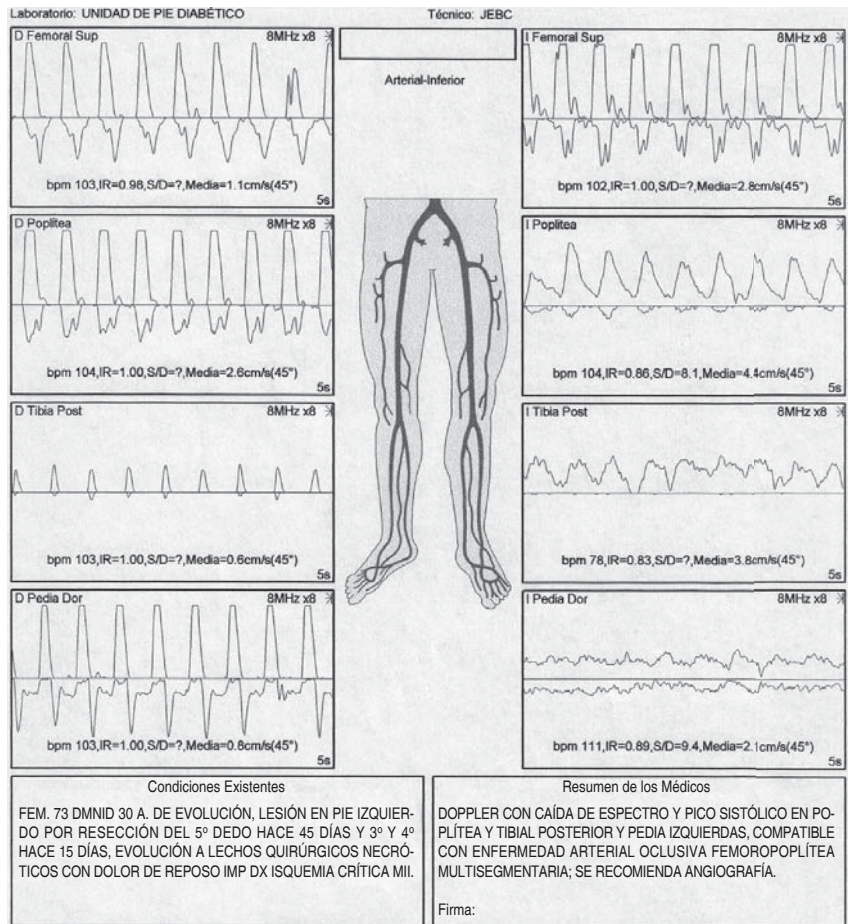 Laboratorio: UNIDAD DE PIE DIABÉTICO
Técnico: JEBC
D Femoral Sup 8MHz x8
bpm 103,IR=0.98,S/D=?,Media=1.1cm/s(45°)
5s
Arterial-Inferior
I Femoral Sup 8MHz x8
bpm 102,IR=1.00,S/D=?,Media=2.8cm/s(45°)
5s
D Poplítea 8MHz x8
bpm 104,IR=1.00,S/D=?,Media=2.6cm/s(45°)
5s
I Poplítea 8MHz x8
bpm 104,IR=0.86,S/D=8.1,Media=4.4cm/s(45°)
5s
D Tibia Post 8MHz x8
bpm 103,IR=1.00,S/D=?,Media=0.6cm/s(45°)
5s
I Tibia Post 8MHz x8
bpm 78,IR=0.83,S/D=?,Media=3.8cm/s(45°)
5s
D Pedia Dor 8MHz x8
bpm 103,IR=1.00,S/D=?,Media=0.8cm/s(45°)
5s
I Pedia Dor 8MHz x8
bpm 111,IR=0.89,S/D=9.4,Media=2.1cm/s(45°)
5s
Condiciones Existentes
FEM. 73 DMNID 30 A. DE EVOLUCIÓN, LESIÓN EN PIE IZQUIER-
DO POR RESECCIÓN DEL 5º DEDO HACE 45 DÍAS Y 3º Y 4º
HACE 15 DÍAS, EVOLUCIÓN A LECHOS QUIRÚRGICOS NECRÓ-
TICOS CON DOLOR DE REPOSO IMP DX ISQUEMIA CRÍTICA MII.
Resumen de los Médicos
DOPPLER CON CAÍDA DE ESPECTRO Y PICO SISTÓLICO EN PO-
PLÍTEA Y TIBIAL POSTERIOR Y PEDIA IZQUIERDAS, COMPATIBLE
CON ENFERMEDAD ARTERIAL OCLUSIVA FEMOROPOPLÍTEA
MULTISEGMENTARIA; SE RECOMIENDA ANGIOGRAFÍA.
Firma: